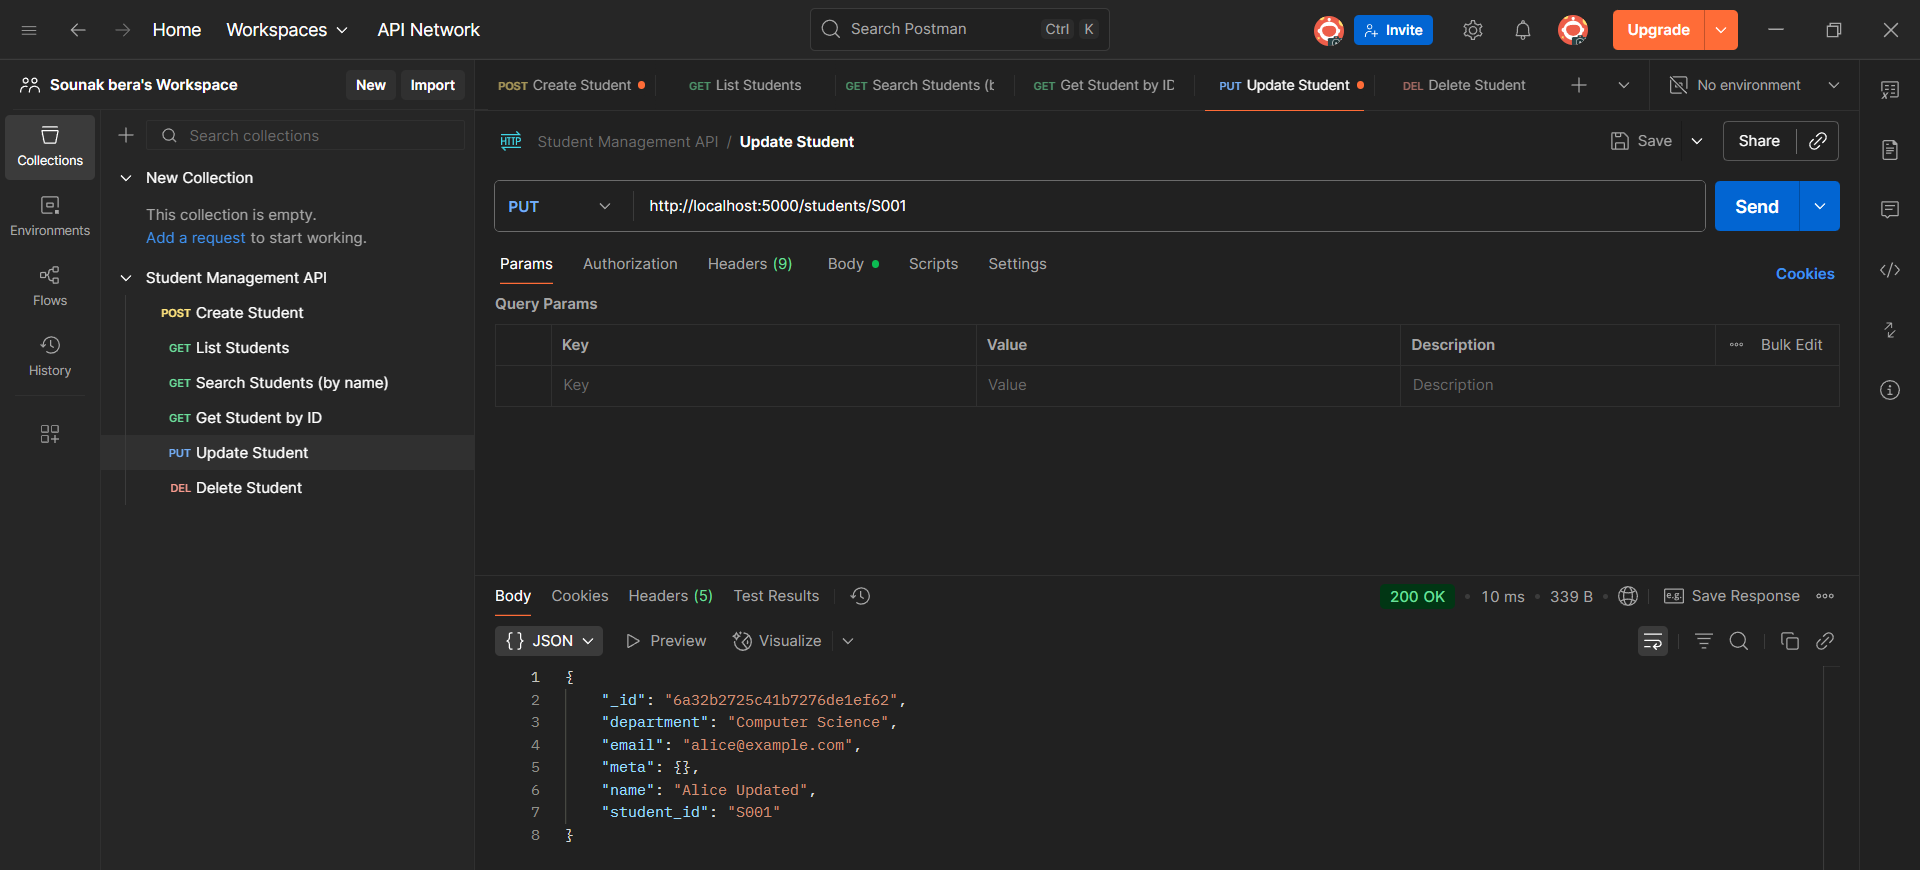 Home Workspaces API Network Search Postman Ctrl K Invite Upgrade
Sounak bera's Workspace New Import
POST Create Student GET List Students GET Search Students (b GET Get Student by ID PUT Update Student DEL Delete Student No environment
Collections
Environments
Flows
History
Search collections
New Collection
This collection is empty.
Add a request to start working.
Student Management API
POST Create Student
GET List Students
GET Search Students (by name)
GET Get Student by ID
PUT Update Student
DEL Delete Student
HTTP Student Management API / Update Student Save Share
PUT http://localhost:5000/students/S001 Send
Params Authorization Headers (9) Body Scripts Settings Cookies
Query Params
Key Value Description Bulk Edit
Key Value Description
Body Cookies Headers (5) Test Results 200 OK 10 ms 339 B e.g. Save Response
{} JSON Preview Visualize
1 {
2 "_id": "6a32b2725c41b7276de1ef62",
3 "department": "Computer Science",
4 "email": "alice@example.com",
5 "meta": {},
6 "name": "Alice Updated",
7 "student_id": "S001"
8 }